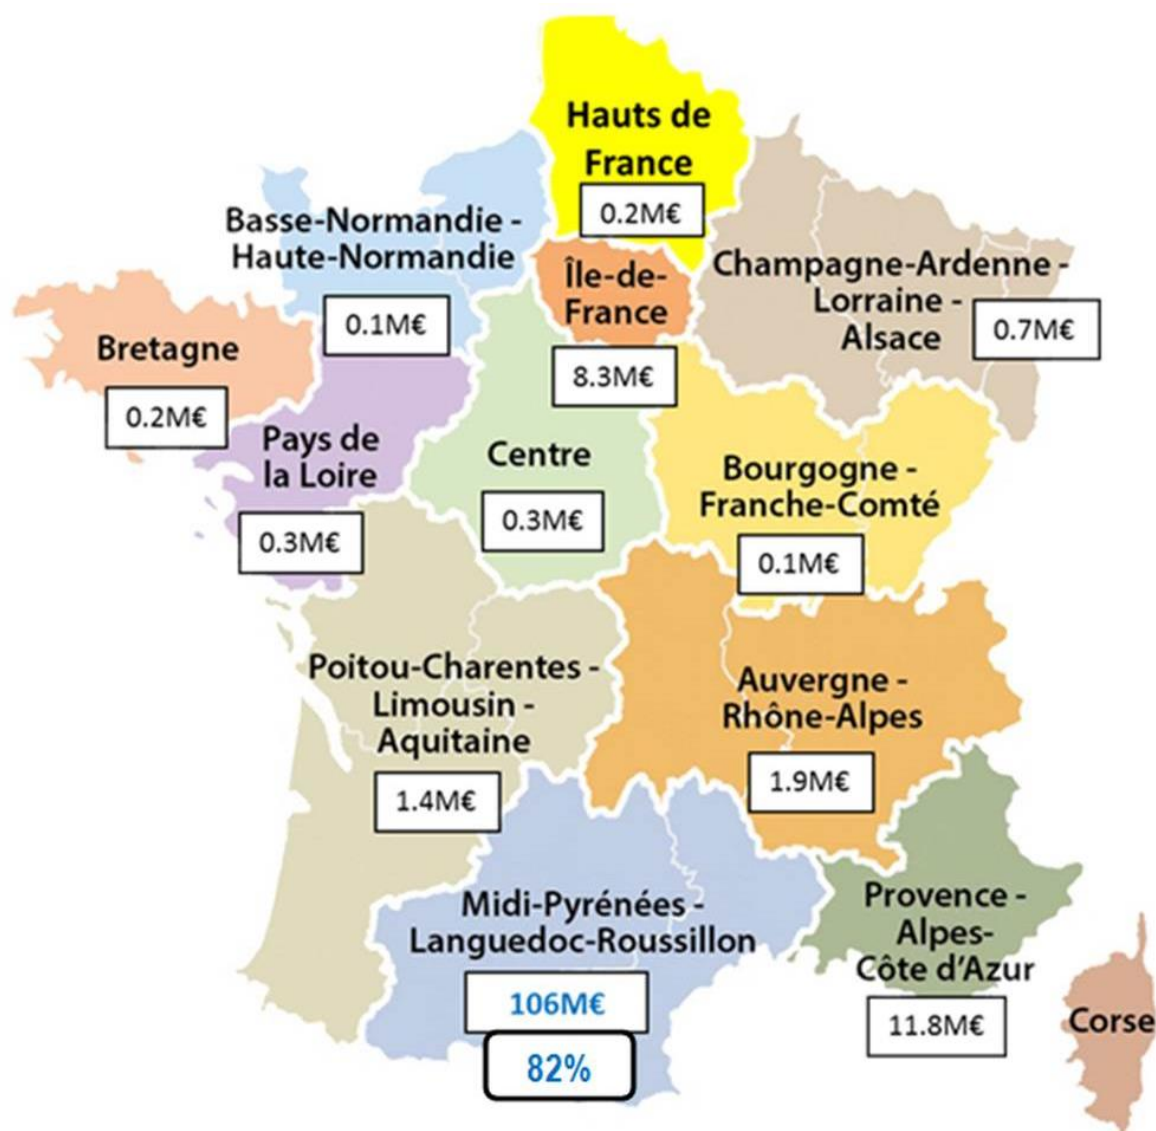 Hauts de
France
0.2M€
Basse-Normandie -
Haute-Normandie
0.1M€
Île-de-
France
8.3M€
Champagne-Ardenne -
Lorraine -
Alsace
0.7M€
Bretagne
0.2M€
Pays de
la Loire
0.3M€
Centre
0.3M€
Bourgogne -
Franche-Comté
0.1M€
Poitou-Charentes -
Limousin -
Aquitaine
1.4M€
Auvergne -
Rhône-Alpes
1.9M€
Midi-Pyrénées -
Languedoc-Roussillon
106M€
82%
Provence -
Alpes-
Côte d'Azur
11.8M€
Corse